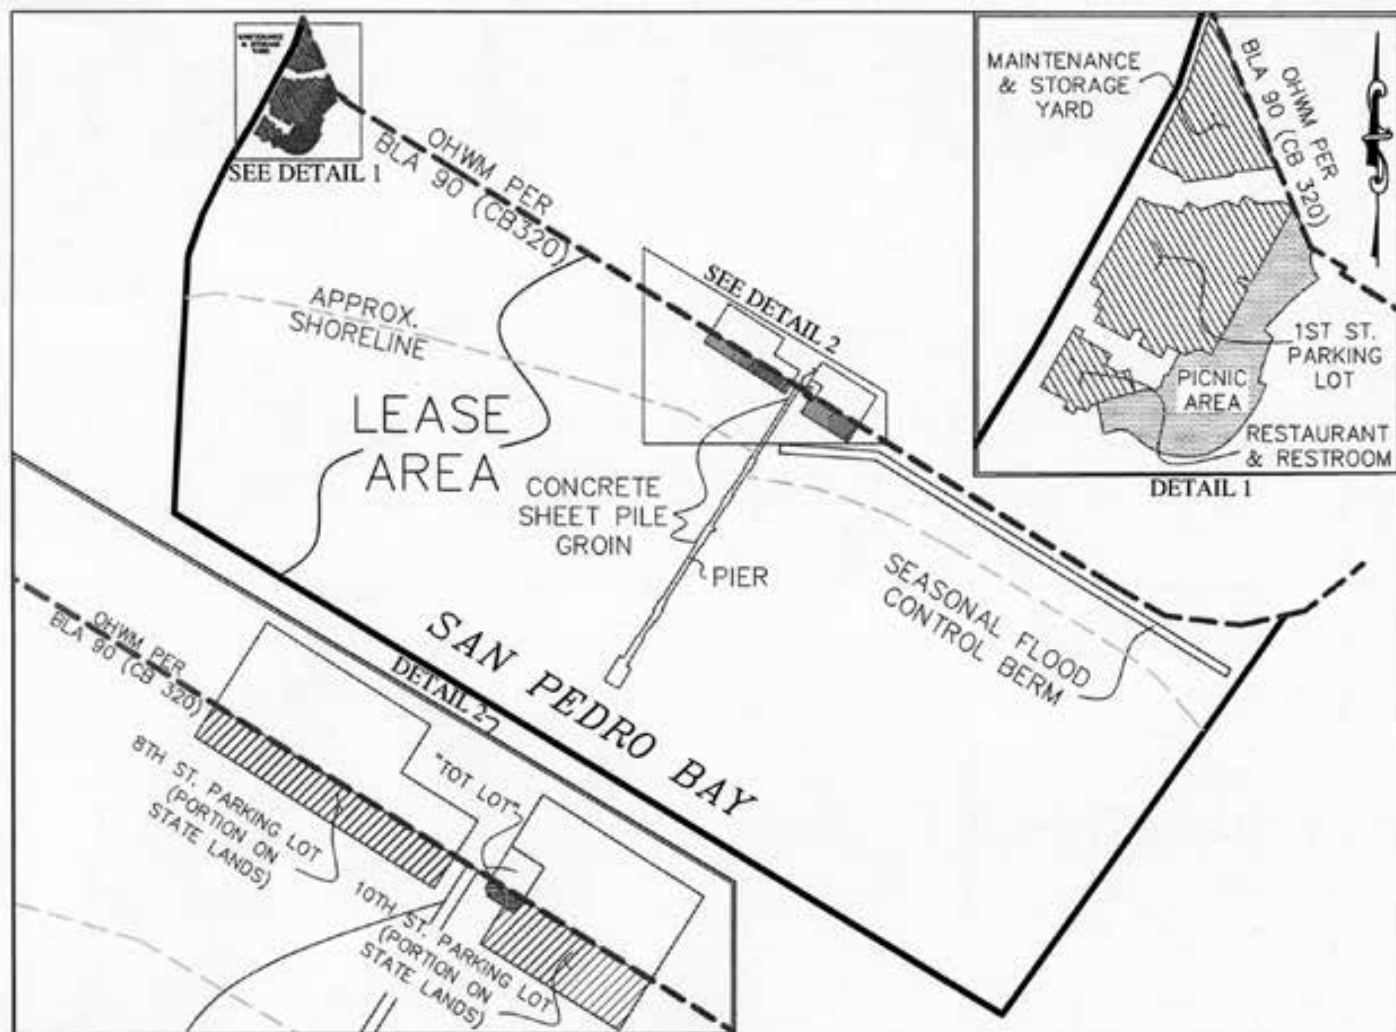 MAINTENANCE
& STORAGE
YARD
SEE DETAIL 1
OHWM PER
BLA 90 (CB320)
APPROX.
SHORELINE
LEASE
AREA
SEE DETAIL 2
CONCRETE
SHEET PILE
GROIN
PIER
SEASONAL FLOOD
CONTROL BERM
SAN PEDRO BAY
MAINTENANCE
& STORAGE
YARD
OHWM PER
BLA 90 (CB 320)
1ST ST.
PARKING
LOT
PICNIC
AREA
RESTAURANT
& RESTROOM
DETAIL 1
OHWM PER
BLA 90 (CB 320)
DETAIL 2
"TOT LOT"
8TH ST. PARKING LOT
(PORTION ON
STATE LANDS)
10TH ST. PARKING LOT
(PORTION ON
STATE LANDS)